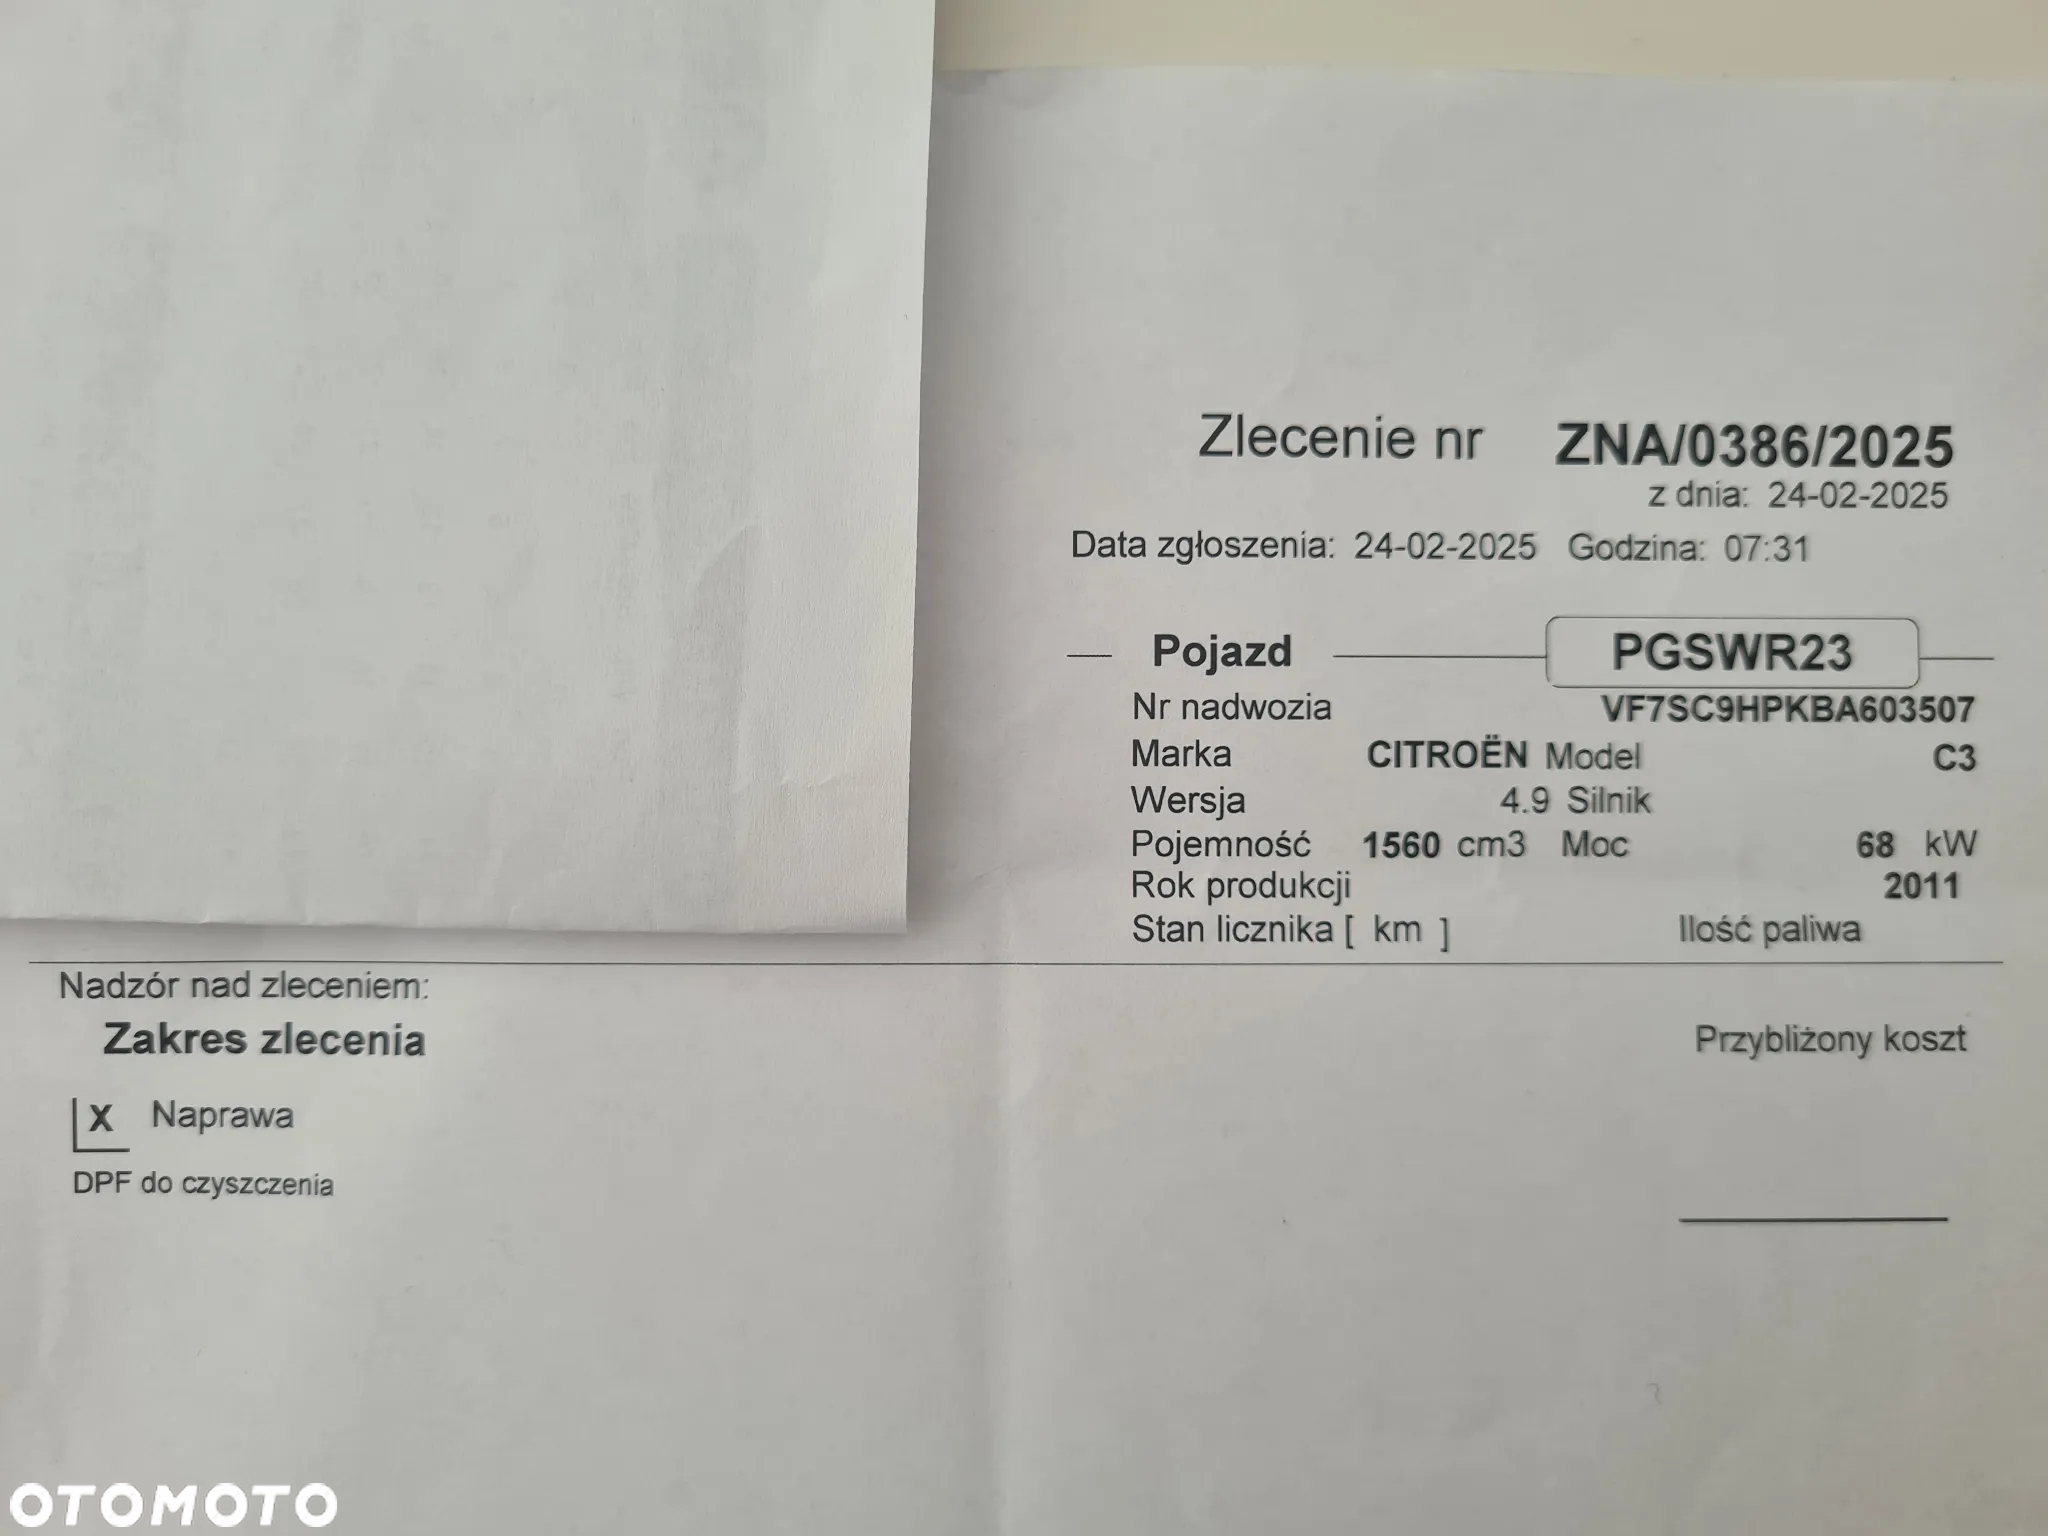 Zlecenie nr ZNA/0386/2025
z dnia: 24-02-2025
Data zgłoszenia: 24-02-2025 Godzina: 07:31
Pojazd PGSWR23
Nr nadwozia VF7SC9HPKBA603507
Marka CITROËN Model C3
Wersja 4.9 Silnik
Pojemność 1560 cm3 Moc 68 kW
Rok produkcji 2011
Stan licznika [ km ] Ilość paliwa
Nadzór nad zleceniem:
Zakres zlecenia Przybliżony koszt
X Naprawa
DPF do czyszczenia
OTOMOTO